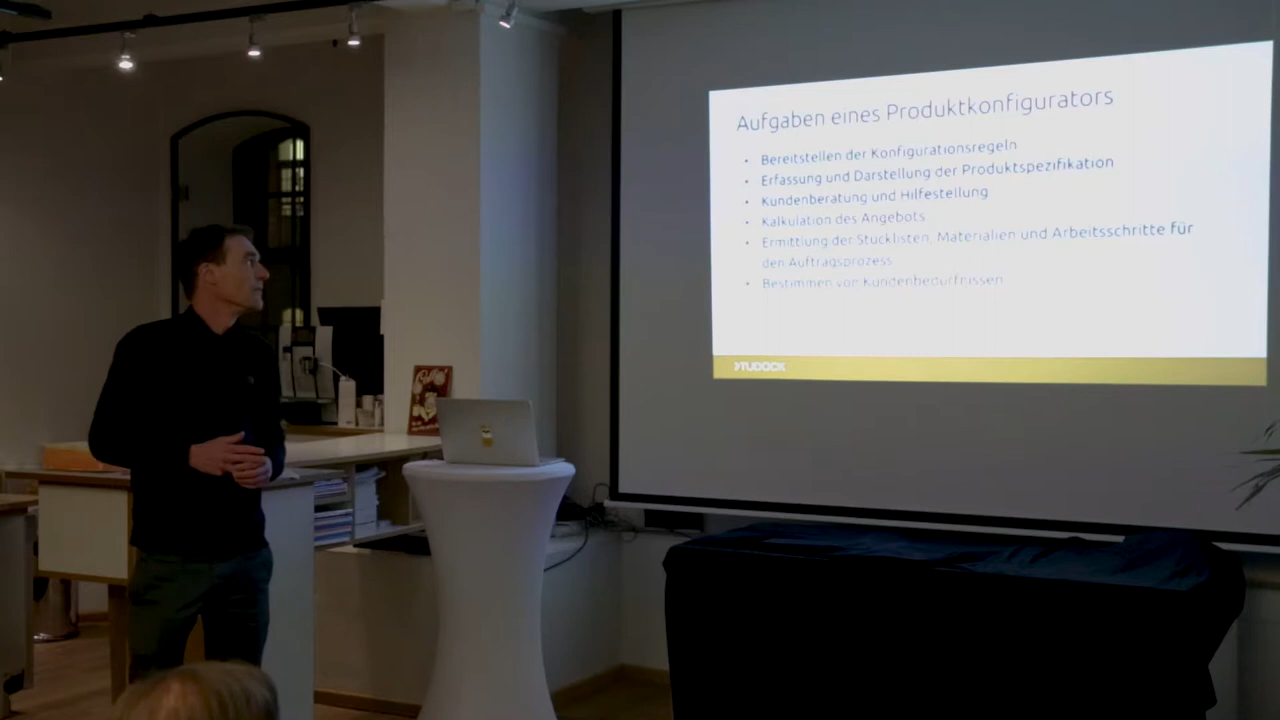 Aufgaben eines Produktkonfigurators
• Bereitstellen der Konfigurationsregeln
• Erfassung und Darstellung der Produktspezifikation
• Kundenberatung und Hilfestellung
• Kalkulation des Angebots
• Ermittlung der Stücklisten, Materialien und Arbeitsschritte für
den Auftragsprozess
• Bestimmen von Kundenbedürfnissen
TUDOCK